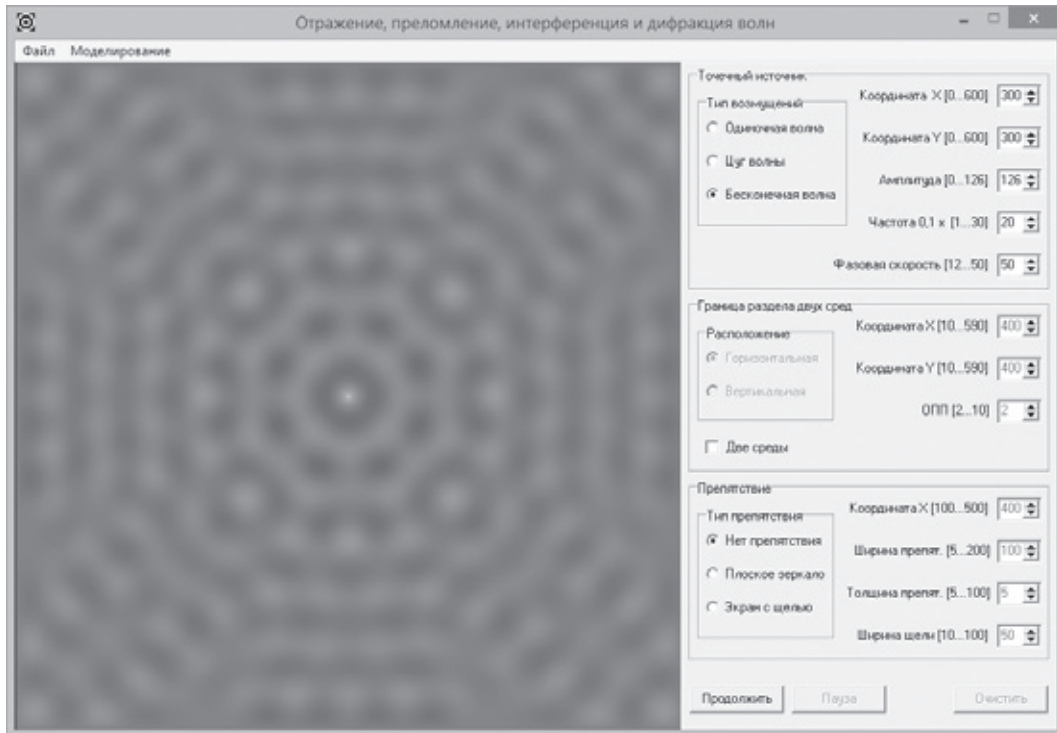 Отражение, преломление, интерференция и дифракция волн
Файл Моделирование
Точечный источник
Тип возмущений
Одиночная волна
Цуг волны
Бесконечная волна
Координата X [0...600] 300
Координата Y [0...600] 300
Амплитуда [0...126] 126
Частота 0,1 x [1...30] 20
Фазовая скорость [12...50] 50
Граница раздела двух сред
Расположение
Горизонтальная
Вертикальная
Координата X [10...590] 400
Координата Y [10...590] 400
ОПП [2...10] 2
Две среды
Препятствие
Тип препятствия
Нет препятствия
Плоское зеркало
Экран с щелью
Координата X [100...500] 400
Ширина препят. [5...200] 100
Толщина препят. [5...100] 5
Ширина щели [10...100] 50
Продолжить Пауза Очистить